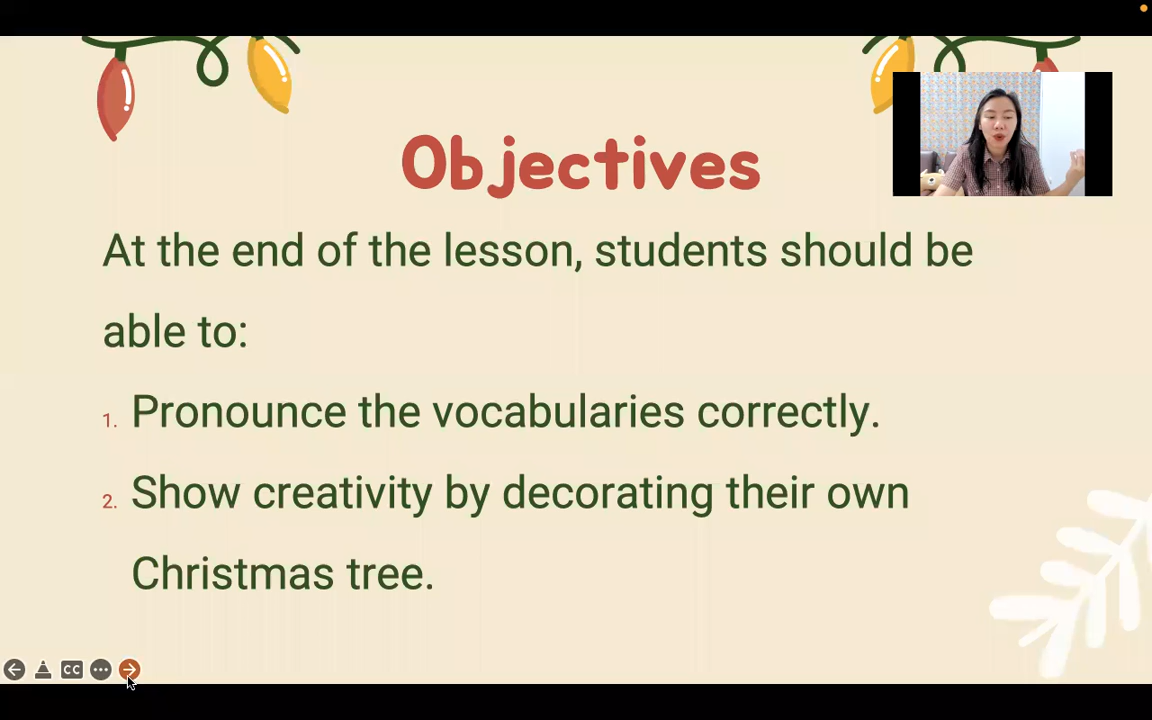 Objectives
At the end of the lesson, students should be
able to:
1. Pronounce the vocabularies correctly.
2. Show creativity by decorating their own
Christmas tree.
CC